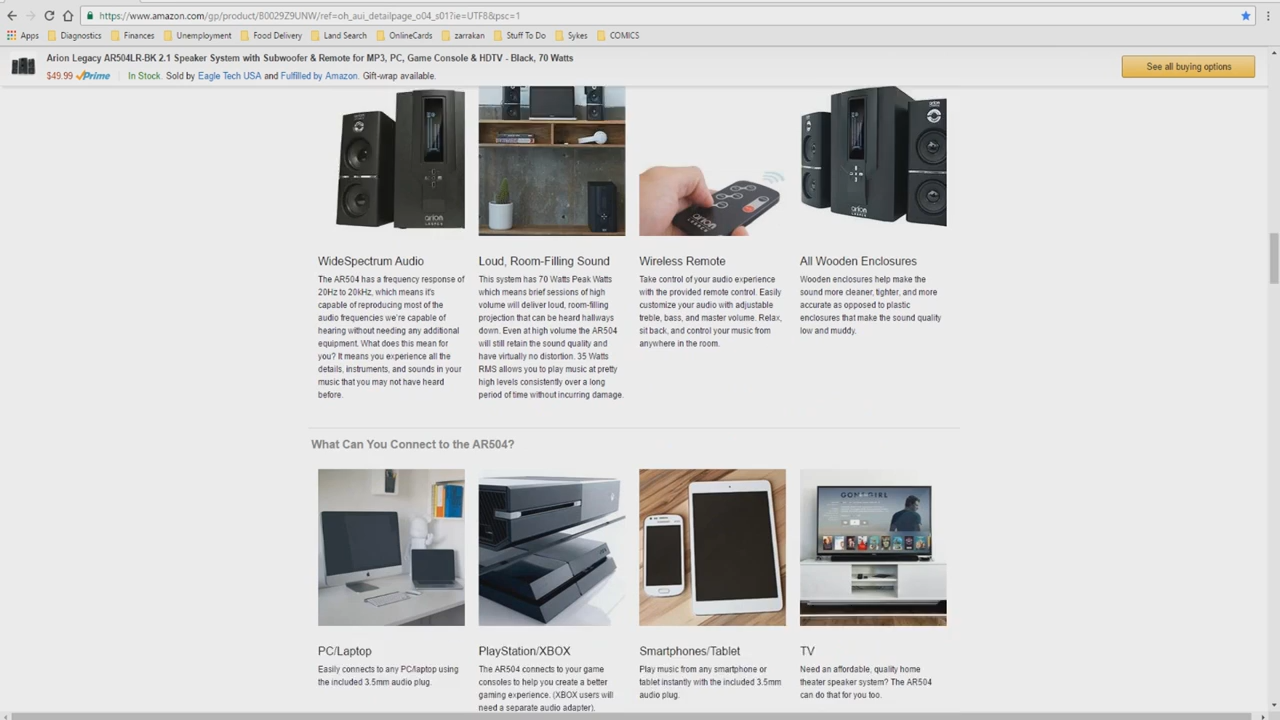 https://www.amazon.com/gp/product/B0029Z9UNW/ref=oh_aui_detailpage_o04_s01?ie=UTF8&psc=1
Apps Diagnostics Finances Unemployment Food Delivery Land Search OnlineCards zarrakan Stuff To Do Sykes COMICS
Arion Legacy AR504LR-BK 2.1 Speaker System with Subwoofer & Remote for MP3, PC, Game Console & HDTV - Black, 70 Watts
$49.99 Prime In Stock. Sold by Eagle Tech USA and Fulfilled by Amazon. Gift-wrap available.
See all buying options
WideSpectrum Audio
The AR504 has a frequency response of
20Hz to 20kHz, which means it's
capable of reproducing most of the
audio frequencies we're capable of
hearing without needing any additional
equipment. What does this mean for
you? It means you experience all the
details, instruments, and sounds in your
music that you may not have heard
before.
Loud, Room-Filling Sound
This system has 70 Watts Peak Watts
which means brief sessions of high
volume will deliver loud, room-filling
projection that can be heard hallways
down. Even at high volume the AR504
will still retain the sound quality and
have virtually no distortion. 35 Watts
RMS allows you to play music at pretty
high levels consistently over a long
period of time without incurring damage.
Wireless Remote
Take control of your audio experience
with the provided remote control. Easily
customize your audio with adjustable
treble, bass, and master volume. Relax,
sit back, and control your music from
anywhere in the room.
All Wooden Enclosures
Wooden enclosures help make the
sound more cleaner, tighter, and more
accurate as opposed to plastic
enclosures that make the sound quality
low and muddy.
What Can You Connect to the AR504?
GONE GIRL
PC/Laptop
Easily connects to any PC/laptop using
the included 3.5mm audio plug.
PlayStation/XBOX
The AR504 connects to your game
consoles to help you create a better
gaming experience. (XBOX users will
need a separate audio adapter).
Smartphones/Tablet
Play music from any smartphone or
tablet instantly with the included 3.5mm
audio plug.
TV
Need an affordable, quality home
theater speaker system? The AR504
can do that for you too.